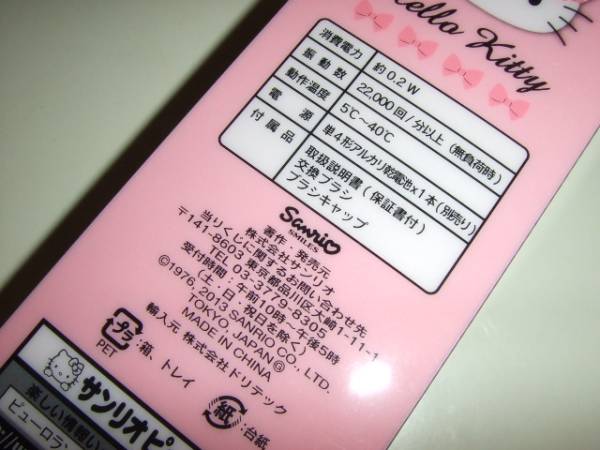 Hello Kitty
消費電力 約0.2W
振動数 22,000回/分以上(無負荷時)
動作温度 5℃～40℃
電源 単4形アルカリ乾電池x1本(別売り)
付属品 取扱説明書(保証書付)
交換ブラシ
ブラシキャップ
Sanrio
SMILES
著作・発売元
株式会社サンリオ
当りくじに関するお問い合わせ先
〒141-8603 東京都品川区大崎1-11-1
TEL 03-3779-8305
受付時間：午前10時～午後5時
(土・日・祝日を除く)
©1976, 2013 SANRIO CO., LTD.
TOKYO, JAPAN Ⓖ
MADE IN CHINA
輸入元 株式会社ドリテック
プラ
PET
:箱、トレイ
紙
:台紙
サンリオピ
楽しい情報い
ピューロラン